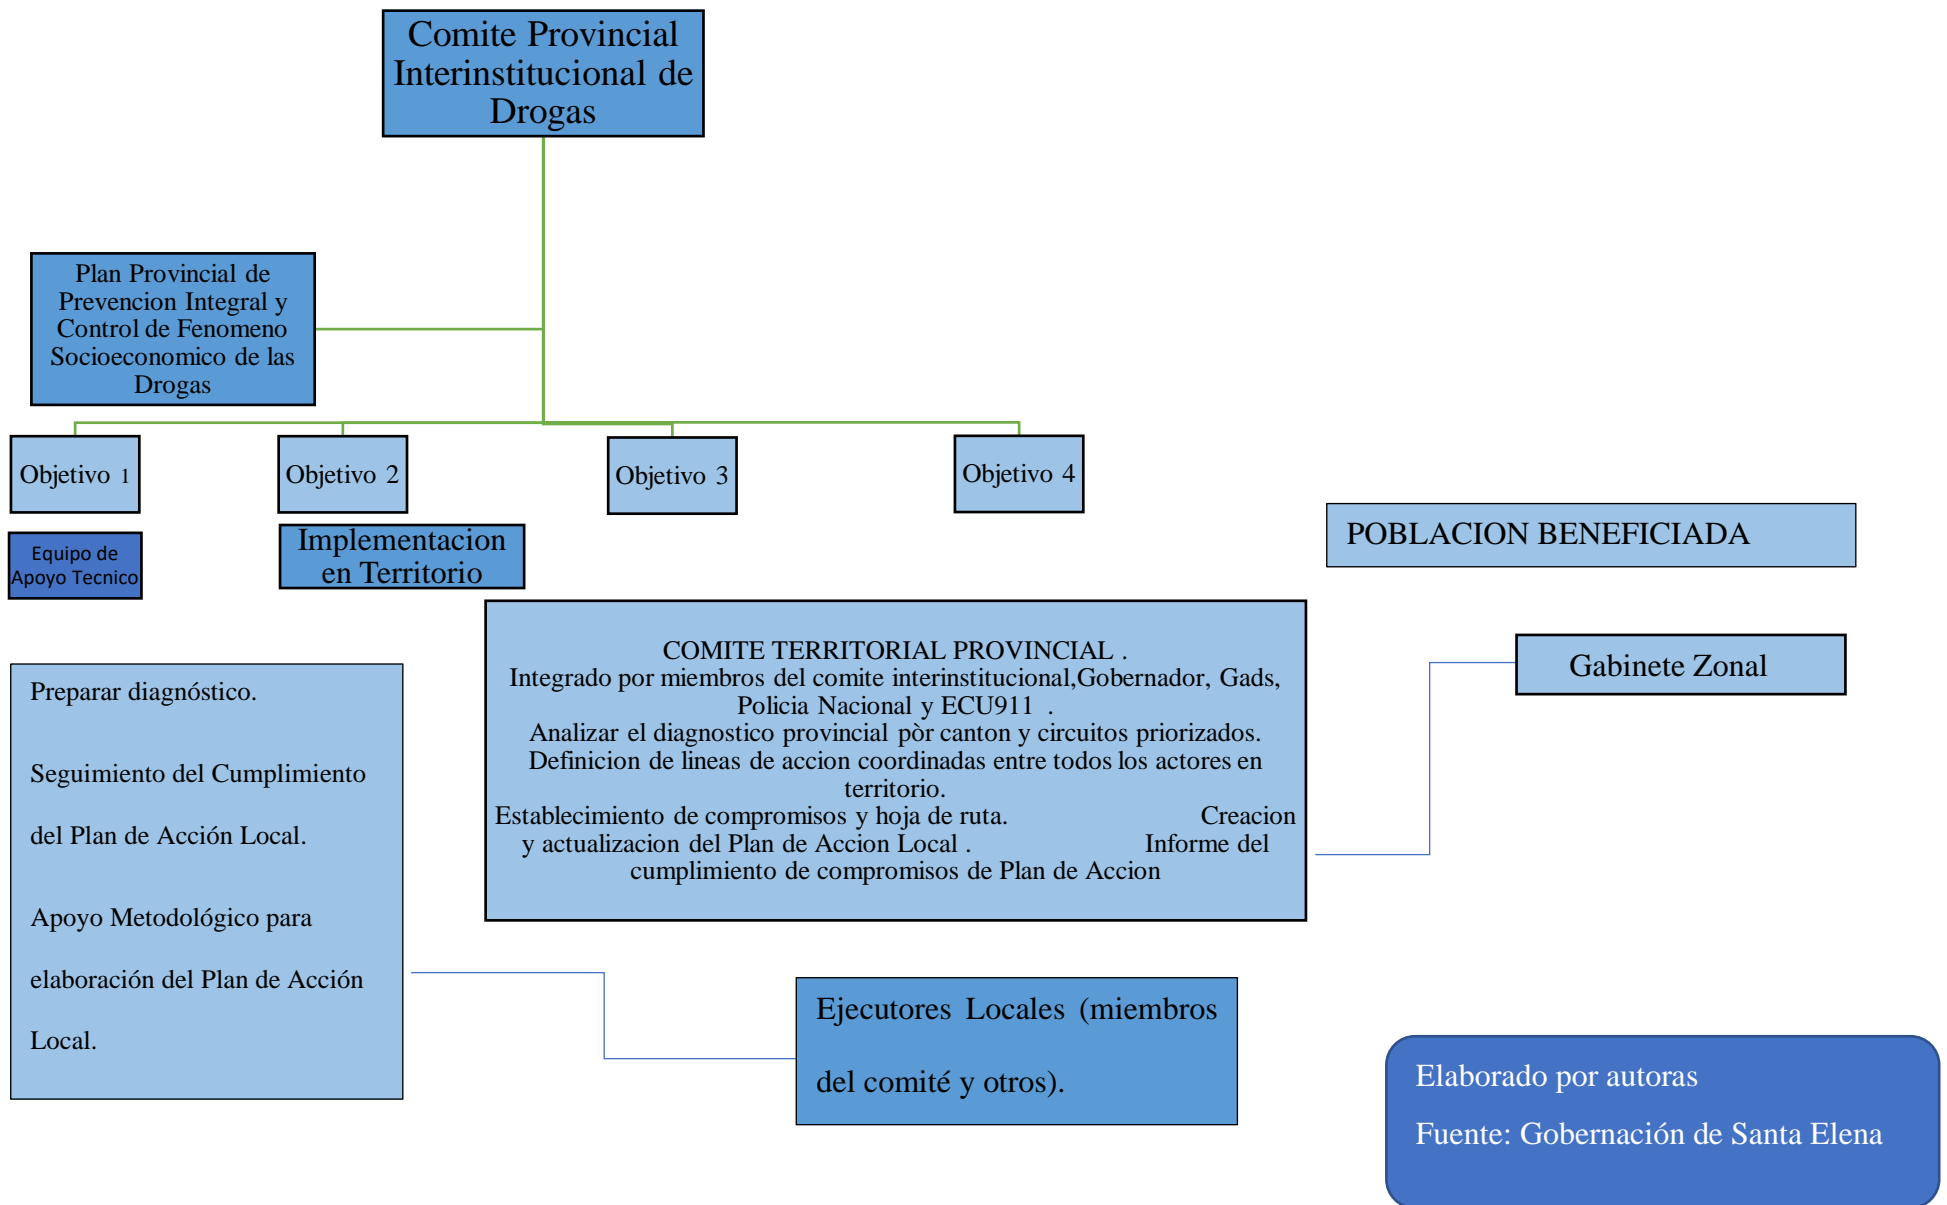 Comite Provincial
Interinstitucional de
Drogas
Plan Provincial de
Prevencion Integral y
Control de Fenomeno
Socioeconomico de las
Drogas
Objetivo 1
Objetivo 2
Objetivo 3
Objetivo 4
Equipo de
Apoyo Tecnico
Implementacion
en Territorio
POBLACION BENEFICIADA
COMITE TERRITORIAL PROVINCIAL .
Integrado por miembros del comite interinstitucional,Gobernador, Gads,
Policia Nacional y ECU911 .
Analizar el diagnostico provincial pòr canton y circuitos priorizados.
Definicion de lineas de accion coordinadas entre todos los actores en
territorio.
Establecimiento de compromisos y hoja de ruta. Creacion
y actualizacion del Plan de Accion Local . Informe del
cumplimiento de compromisos de Plan de Accion
Gabinete Zonal
Preparar diagnóstico.
Seguimiento del Cumplimiento
del Plan de Acción Local.
Apoyo Metodológico para
elaboración del Plan de Acción
Local.
Ejecutores Locales (miembros
del comité y otros).
Elaborado por autoras
Fuente: Gobernación de Santa Elena